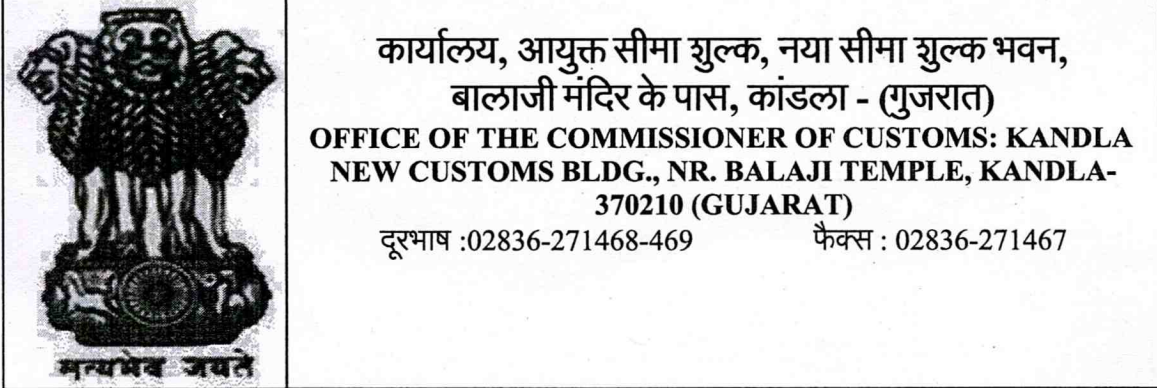 कार्यालय, आयुक्त सीमा शुल्क, नया सीमा शुल्क भवन,
बालाजी मंदिर के पास, कांडला - (गुजरात)
OFFICE OF THE COMMISSIONER OF CUSTOMS: KANDLA
NEW CUSTOMS BLDG., NR. BALAJI TEMPLE, KANDLA-
370210 (GUJARAT)
दूरभाष :02836-271468-469 फैक्स : 02836-271467
सत्यमेव जयते